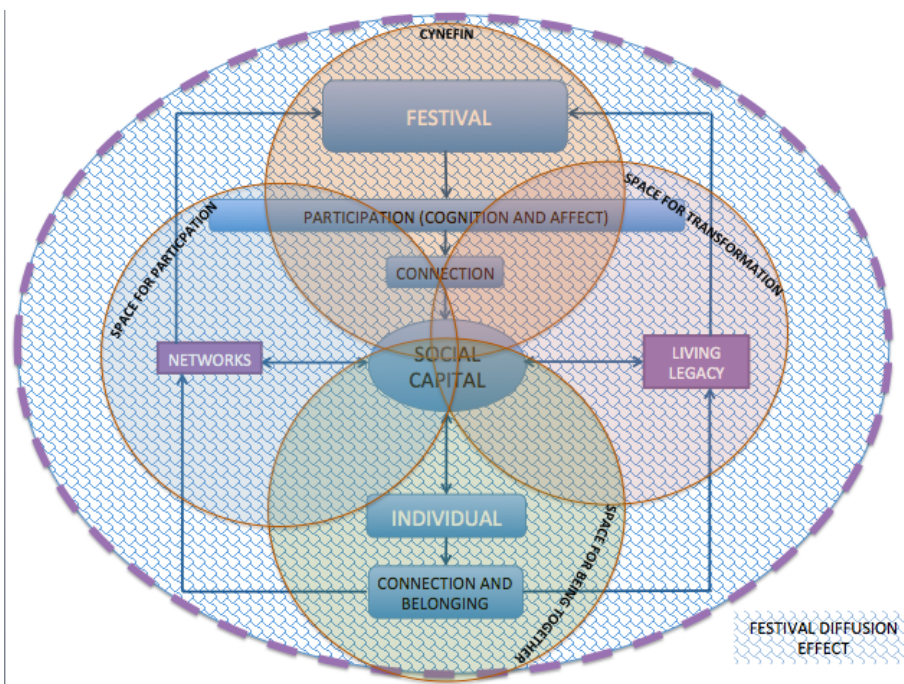 CYNEFIN
FESTIVAL
SPACE FOR TRANSFORMATION
PARTICIPATION (COGNITION AND AFFECT)
SPACE FOR PARTICPATION
CONNECTION
NETWORKS
SOCIAL
CAPITAL
LIVING
LEGACY
INDIVIDUAL
SPACE FOR BEING TOGETHER
CONNECTION AND
BELONGING
FESTIVAL DIFFUSION
EFFECT